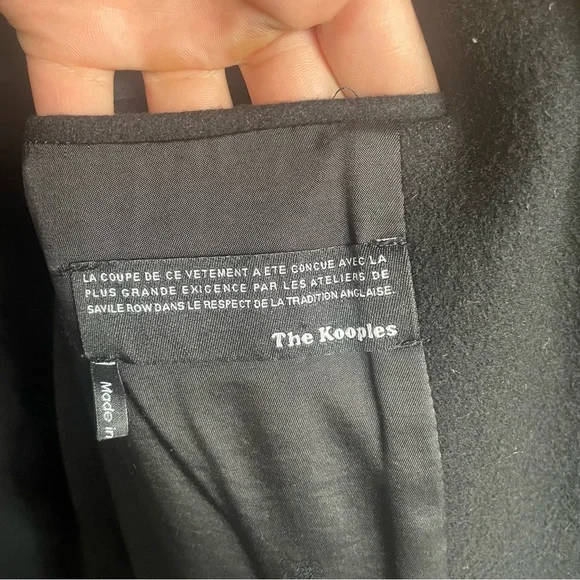 LA COUPE DE CE VETEMENT A ETE CONCUE AVEC LA
PLUS GRANDE EXIGENCE PAR LES ATELIERS DE
SAVILE ROW DANS LE RESPECT DE LA TRADITION ANGLAISE.
The Kooples
Made in